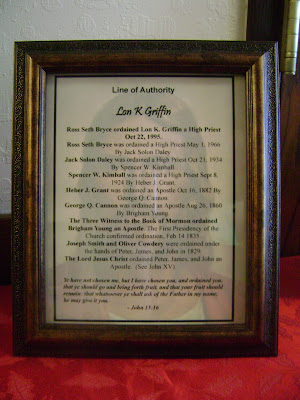 Line of Authority
Lon K Griffin
Ross Seth Bryce ordained Lon K. Griffin a High Priest
Oct 22, 1995.
Ross Seth Bryce was ordained a High Priest May 1, 1966
By Jack Solon Daley
Jack Solon Daley was ordained a High Priest Oct 21, 1934
By Spencer W. Kimball
Spencer W. Kimball was ordained a High Priest Sept 8,
1924 By Heber J. Grant.
Heber J. Grant was ordained an Apostle Oct 16, 1882 By
George Q. Cannon
George Q. Cannon was ordained an Apostle Aug 26, 1860
By Brigham Young
The Three Witness to the Book of Mormon ordained
Brigham Young an Apostle. The First Presidency of the
Church confirmed ordination, Feb 14 1835
Joseph Smith and Oliver Cowdery were ordained under
the hands of Peter, James, and John in 1829
The Lord Jesus Christ ordained Peter, James, and John an
Apostle. (See John XV).
Ye have not chosen me, but I have chosen you, and ordained you,
that ye should go and bring forth fruit, and that your fruit should
remain: that whatsoever ye shall ask of the Father in my name,
he may give it you.
- John 15:16